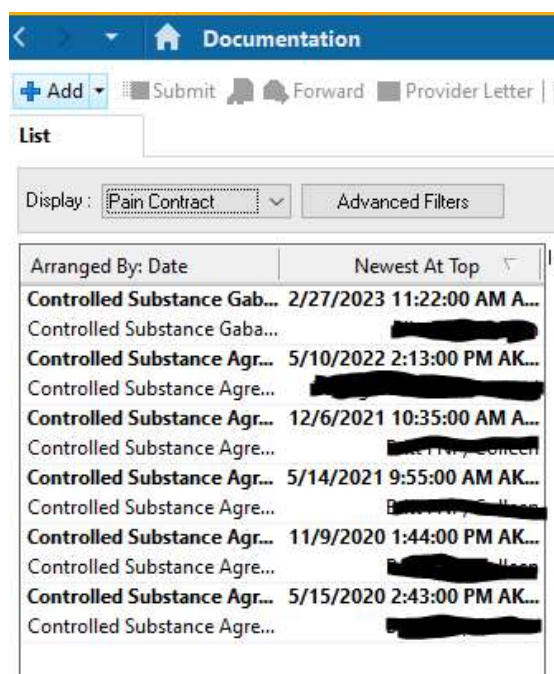 Documentation
Add Submit Forward Provider Letter
List
Display : Pain Contract Advanced Filters
Arranged By: Date Newest At Top
Controlled Substance Gab... 2/27/2023 11:22:00 AM A...
Controlled Substance Gaba...
Controlled Substance Agr... 5/10/2022 2:13:00 PM AK...
Controlled Substance Agre...
Controlled Substance Agr... 12/6/2021 10:35:00 AM A...
Controlled Substance Agre...
Controlled Substance Agr... 5/14/2021 9:55:00 AM AK...
Controlled Substance Agre...
Controlled Substance Agr... 11/9/2020 1:44:00 PM AK...
Controlled Substance Agre...
Controlled Substance Agr... 5/15/2020 2:43:00 PM AK...
Controlled Substance Agre...